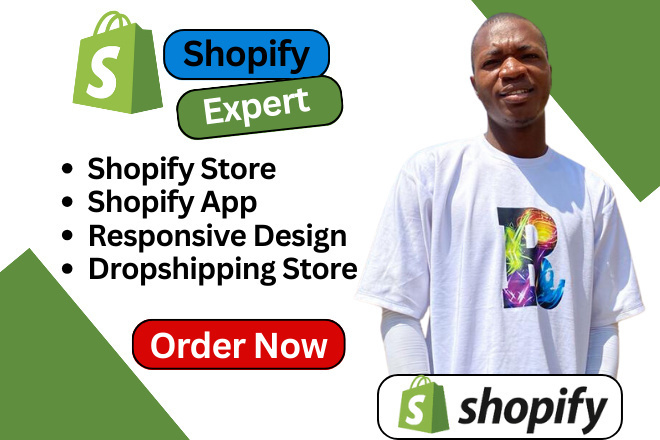 Shopify
Expert
• Shopify Store
• Shopify App
• Responsive Design
• Dropshipping Store
Order Now
R
shopify